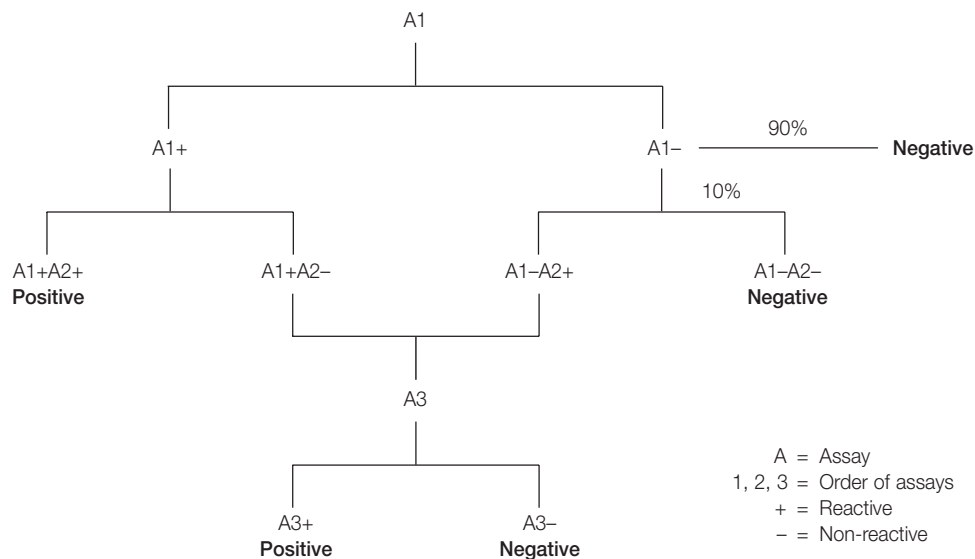 A1
90%
A1+
A1–
Negative
10%
A1+A2+
A1+A2–
A1–A2+
A1–A2–
Positive
Negative
A3
A = Assay
1, 2, 3 = Order of assays
+ = Reactive
– = Non-reactive
A3+
A3–
Positive
Negative